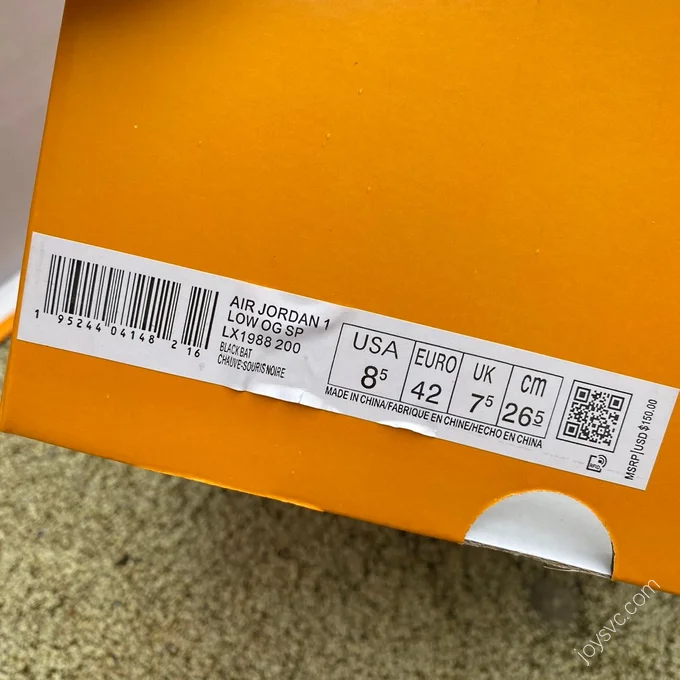 1 95244 04148 216
AIR JORDAN 1
LOW OG SP
LX1988 200
BLACK BAT
CHAUVE-SOURIS NOIRE
USA
8⁵
EURO
42
UK
7⁵
cm
26⁵
MADE IN CHINA/FABRIQUE EN CHINE/HECHO EN CHINA
RFID
MSRP|USD $150.00
joysvc.com